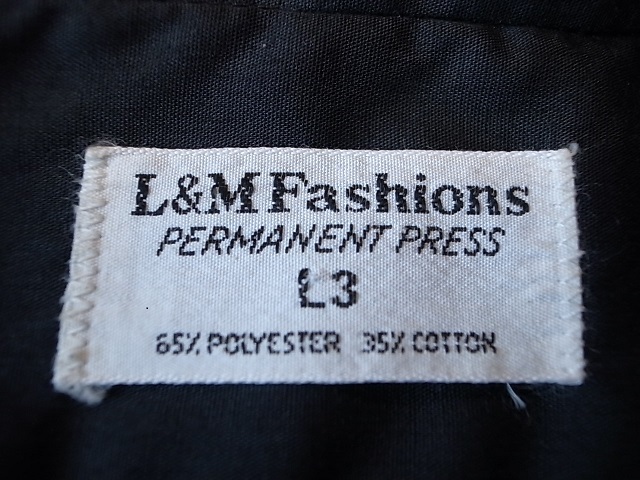 L&M Fashions
PERMANENT PRESS
L3
65% POLYESTER 35% COTTON